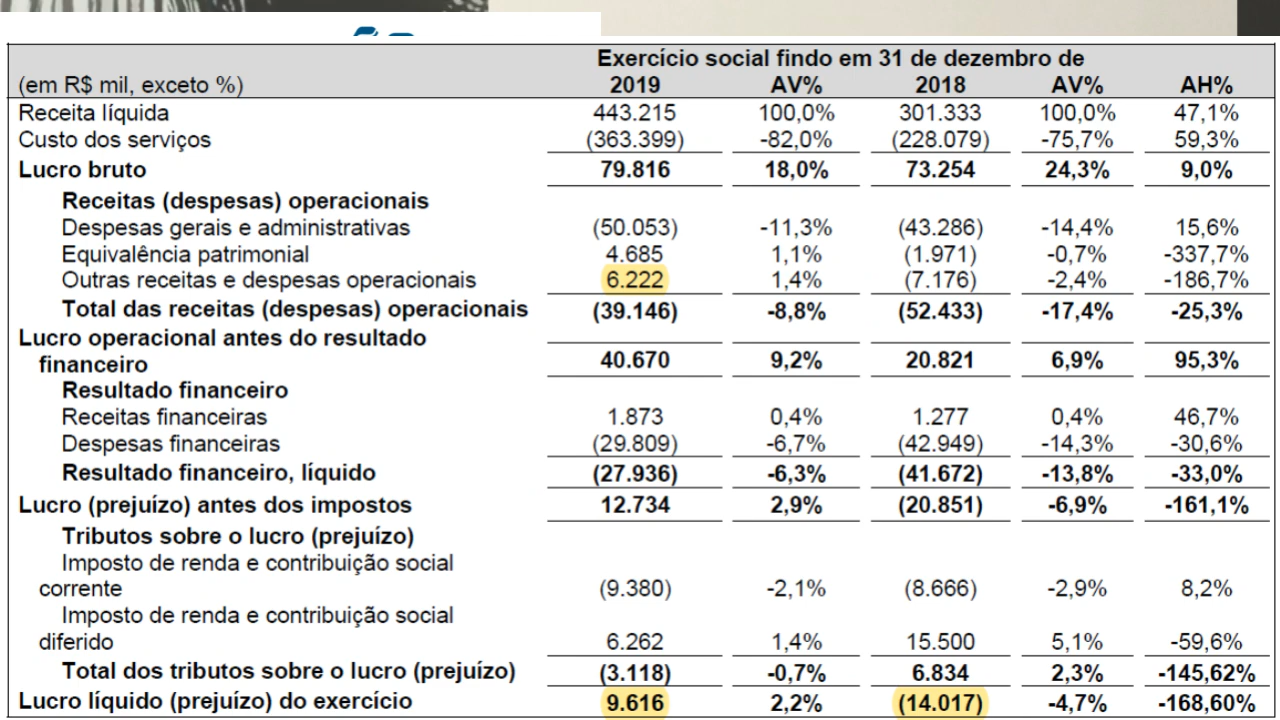 Exercício social findo em 31 de dezembro de
(em R$ mil, exceto %) 2019 AV% 2018 AV% AH%
Receita líquida 443.215 100,0% 301.333 100,0% 47,1%
Custo dos serviços (363.399) -82,0% (228.079) -75,7% 59,3%
Lucro bruto 79.816 18,0% 73.254 24,3% 9,0%
Receitas (despesas) operacionais
Despesas gerais e administrativas (50.053) -11,3% (43.286) -14,4% 15,6%
Equivalência patrimonial 4.685 1,1% (1.971) -0,7% -337,7%
Outras receitas e despesas operacionais 6.222 1,4% (7.176) -2,4% -186,7%
Total das receitas (despesas) operacionais (39.146) -8,8% (52.433) -17,4% -25,3%
Lucro operacional antes do resultado
financeiro 40.670 9,2% 20.821 6,9% 95,3%
Resultado financeiro
Receitas financeiras 1.873 0,4% 1.277 0,4% 46,7%
Despesas financeiras (29.809) -6,7% (42.949) -14,3% -30,6%
Resultado financeiro, líquido (27.936) -6,3% (41.672) -13,8% -33,0%
Lucro (prejuízo) antes dos impostos 12.734 2,9% (20.851) -6,9% -161,1%
Tributos sobre o lucro (prejuízo)
Imposto de renda e contribuição social
corrente (9.380) -2,1% (8.666) -2,9% 8,2%
Imposto de renda e contribuição social
diferido 6.262 1,4% 15.500 5,1% -59,6%
Total dos tributos sobre o lucro (prejuízo) (3.118) -0,7% 6.834 2,3% -145,62%
Lucro líquido (prejuízo) do exercício 9.616 2,2% (14.017) -4,7% -168,60%